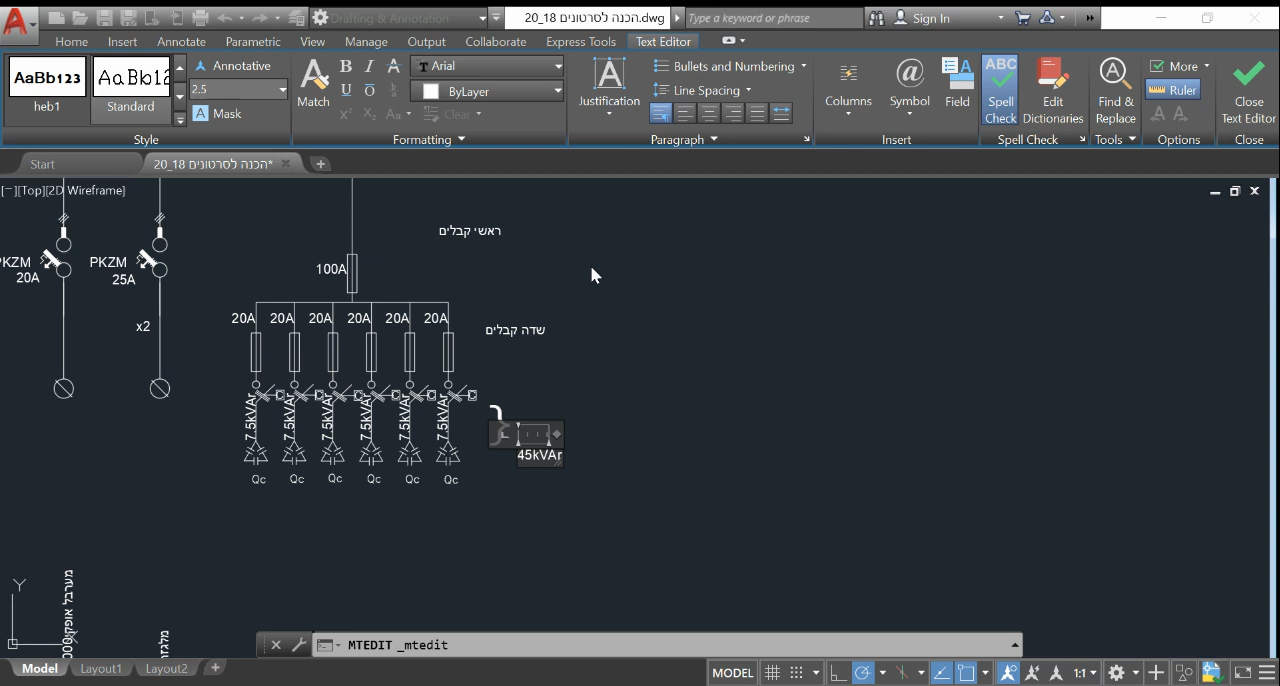 Drafting & Annotation
הכנה לסרטונים 20_18.dwg
Type a keyword or phrase
Sign In
Home Insert Annotate Parametric View Manage Output Collaborate Express Tools Text Editor
AaBb123
heb1
AaBb12
Standard
Annotative
2.5
Mask
Style
Match
Arial
ByLayer
Clear
Formatting
Justification
Bullets and Numbering
Line Spacing
Paragraph
Columns
Symbol
Field
Insert
ABC
Spell
Check
Edit
Dictionaries
Spell Check
Find &
Replace
Tools
More
Ruler
Options
Close
Text Editor
Close
Start
הכנה לסרטונים 20_18*
[−][Top][2D Wireframe]
ראשי קבלים
PKZM
20A
PKZM
25A
100A
x2
20A 20A 20A 20A 20A 20A
שדה קבלים
7.5kVAr 7.5kVAr 7.5kVAr 7.5kVAr 7.5kVAr 7.5kVAr
45kVAr
Qc Qc Qc Qc Qc Qc
Y
X
מערבל אופקי
MTEDIT _mtedit
Model Layout1 Layout2
MODEL
1:1